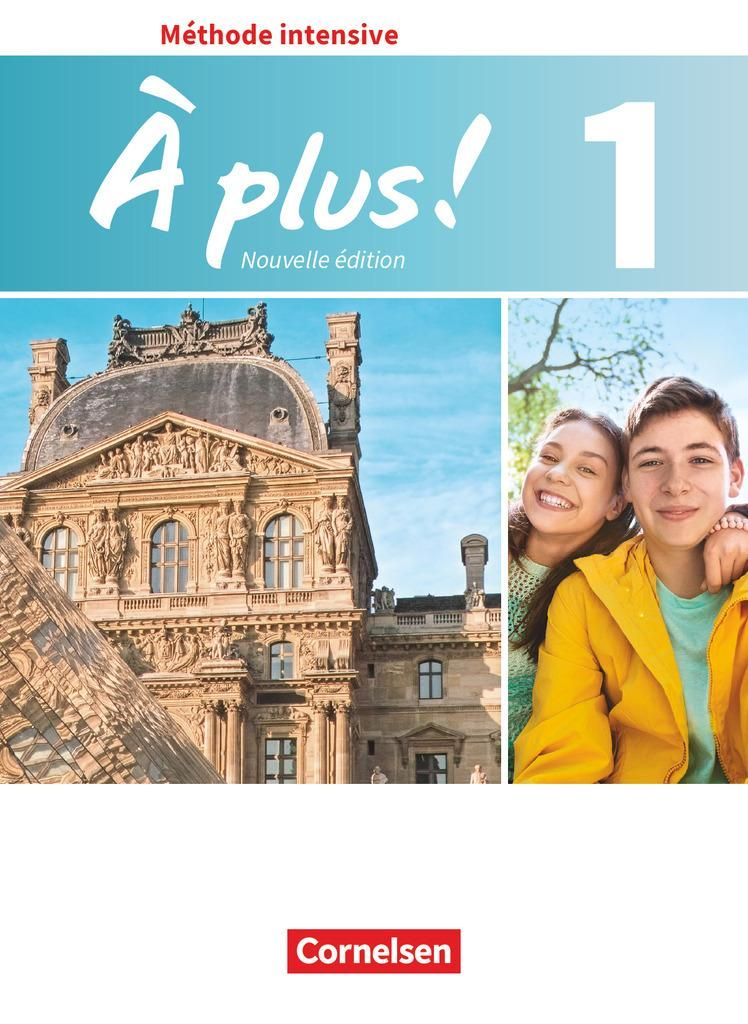 Méthode intensive
À plus! 1
Nouvelle édition
Cornelsen